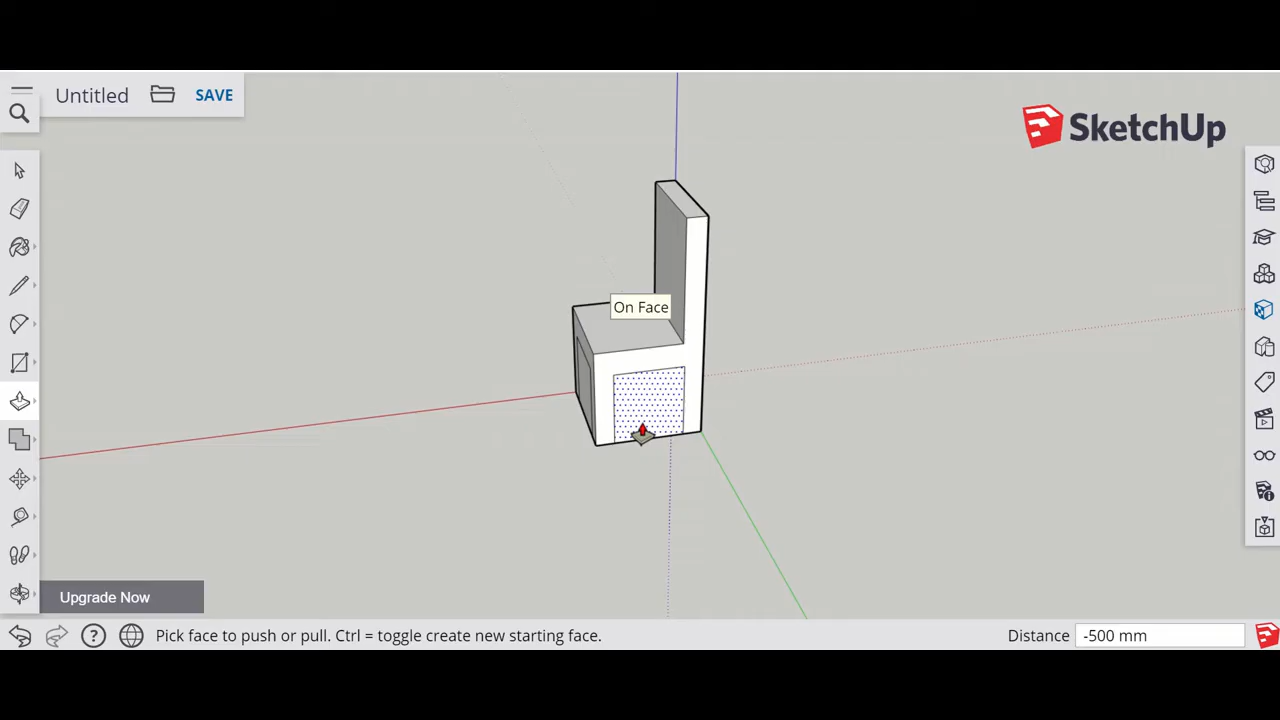 Untitled
SAVE
SketchUp
On Face
Upgrade Now
Pick face to push or pull. Ctrl = toggle create new starting face.
Distance
-500 mm